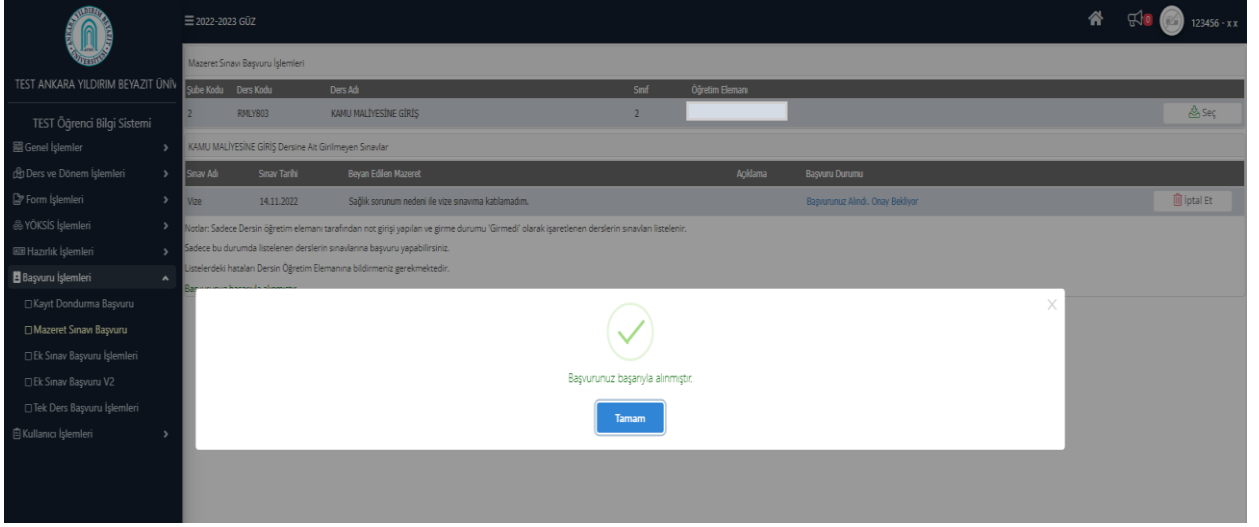 2022-2023 GÜZ
0
123456 - x x
TEST ANKARA YILDIRIM BEYAZIT ÜNİV
TEST Öğrenci Bilgi Sistemi
Genel İşlemler
Ders ve Dönem İşlemleri
Form İşlemleri
YÖKSİS İşlemleri
Hazırlık İşlemleri
Başvuru İşlemleri
Kayıt Dondurma Başvuru
Mazeret Sınavı Başvuru
Ek Sınav Başvuru İşlemleri
Ek Sınav Başvuru V2
Tek Ders Başvuru İşlemleri
Kullanıcı İşlemleri
Mazeret Sınavı Başvuru İşlemleri
Şube Kodu Ders Kodu Ders Adı Sınıf Öğretim Elemanı
2 RMLY803 KAMU MALİYESİNE GİRİŞ 2 Seç
KAMU MALİYESİNE GİRİŞ Dersine Ait Girilmeyen Sınavlar
Sınav Adı Sınav Tarihi Beyan Edilen Mazeret Açıklama Başvuru Durumu
Vize 14.11.2022 Sağlık sorunum nedeni ile vize sınavıma katılamadım. Başvurunuz Alındı. Onay Bekliyor İptal Et
Notlar: Sadece Dersin öğretim elemanı tarafından not girişi yapılan ve girme durumu 'Girmedi' olarak işaretlenen derslerin sınavları listelenir.
Sadece bu durumda listelenen derslerin sınavlarına başvuru yapabilirsiniz.
Listelerdeki hataları Dersin Öğretim Elemanına bildirmeniz gerekmektedir.
Başvurunuz başarıyla alınmıştır.
Tamam